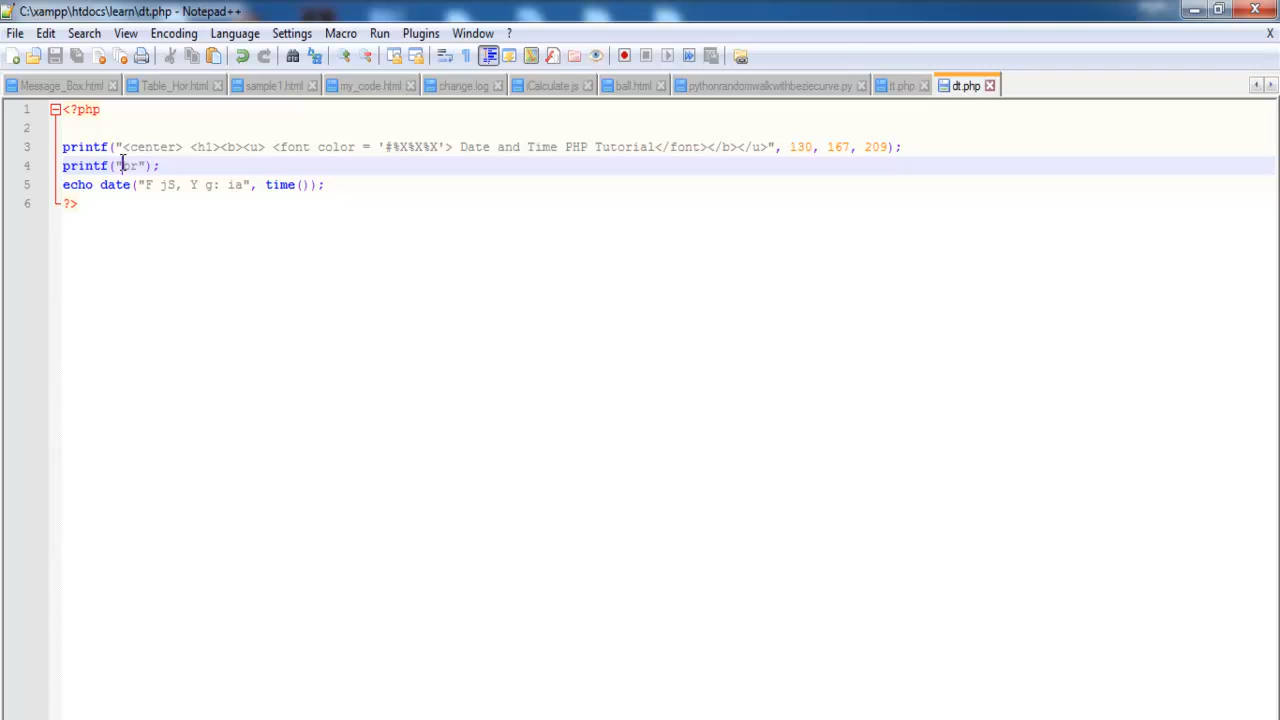 C:\xampp\htdocs\learn\dt.php - Notepad++
File Edit Search View Encoding Language Settings Macro Run Plugins Window ? X
Message_Box.html Table_Hor.html sample1.html my_code.html change.log iCalculate.js ball.html pythonrandomwalkwithbeziecurve.py tt.php dt.php
1 <?php
2
3 printf("<center> <h1><b><u> <font color = '#%X%X%X'> Date and Time PHP Tutorial</font></b></u>", 130, 167, 209);
4 printf("br");
5 echo date("F jS, Y g: ia", time());
6 ?>